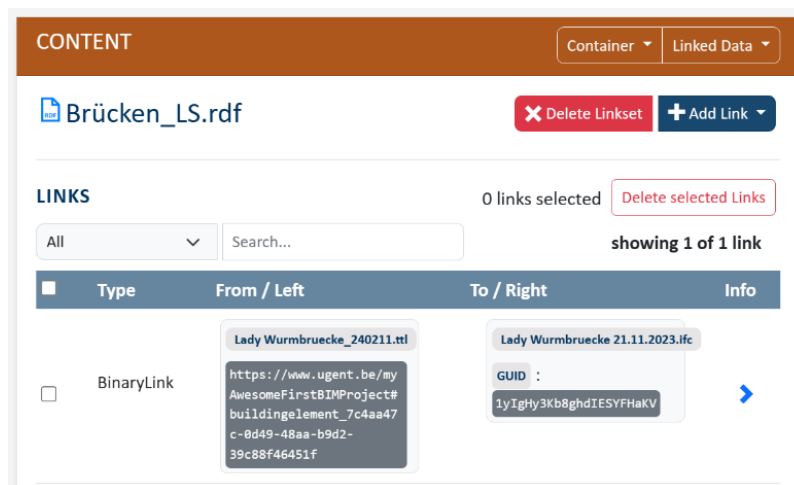 CONTENT
Container
Linked Data
RDF
Brücken_LS.rdf
Delete Linkset
Add Link
LINKS
0 links selected
Delete selected Links
All
Search...
showing 1 of 1 link
Type
From / Left
To / Right
Info
BinaryLink
Lady Wurmbruecke_240211.ttl
https://www.ugent.be/my
AwesomeFirstBIMProject#
buildingelement_7c4aa47
c-0d49-48aa-b9d2-
39c88f46451f
Lady Wurmbruecke 21.11.2023.ifc
GUID :
1yIgHy3Kb8ghdIESYFHaKV